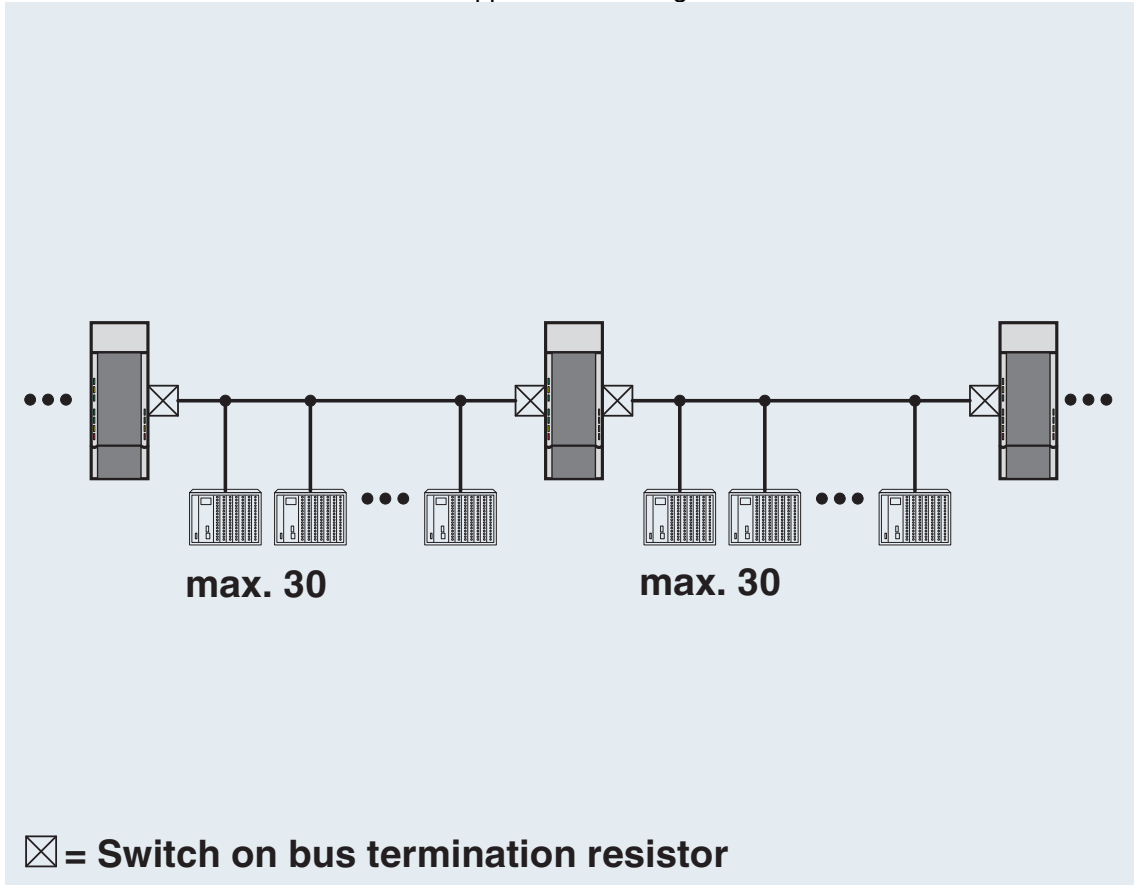 max. 30
max. 30
= Switch on bus termination resistor